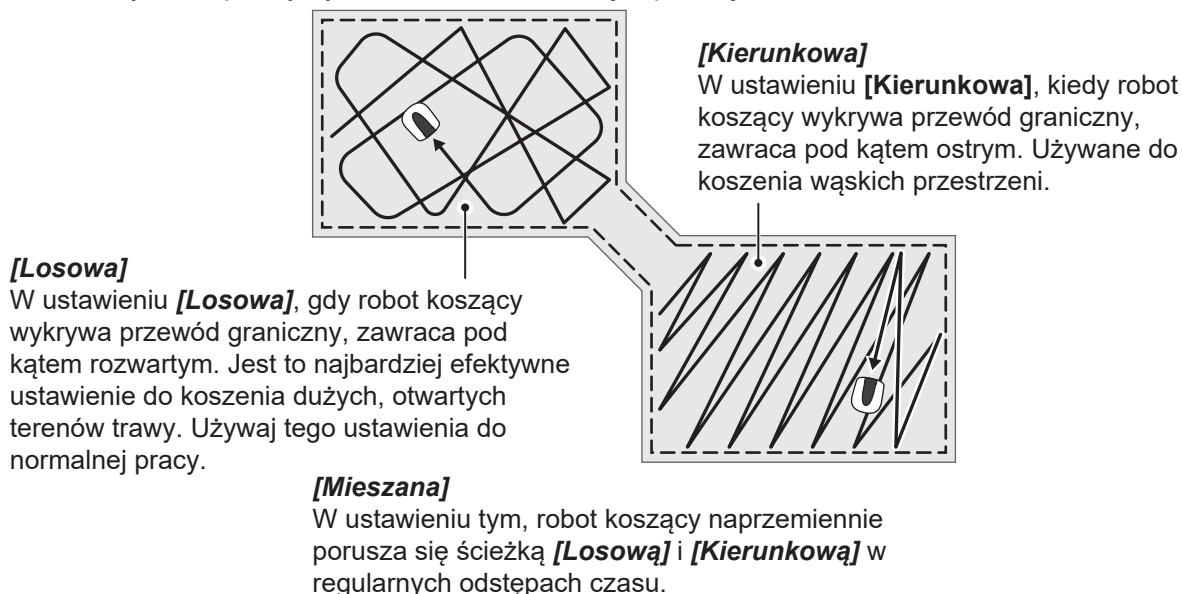 [Kierunkowa]
W ustawieniu [Kierunkowa], kiedy robot
koszący wykrywa przewód graniczny,
zawraca pod kątem ostrym. Używane do
koszenia wąskich przestrzeni.
[Losowa]
W ustawieniu [Losowa], gdy robot koszący
wykrywa przewód graniczny, zawraca pod
kątem rozwartym. Jest to najbardziej efektywne
ustawienie do koszenia dużych, otwartych
terenów trawy. Używaj tego ustawienia do
normalnej pracy.
[Mieszana]
W ustawieniu tym, robot koszący naprzemiennie
porusza się ścieżką [Losową] i [Kierunkową] w
regularnych odstępach czasu.